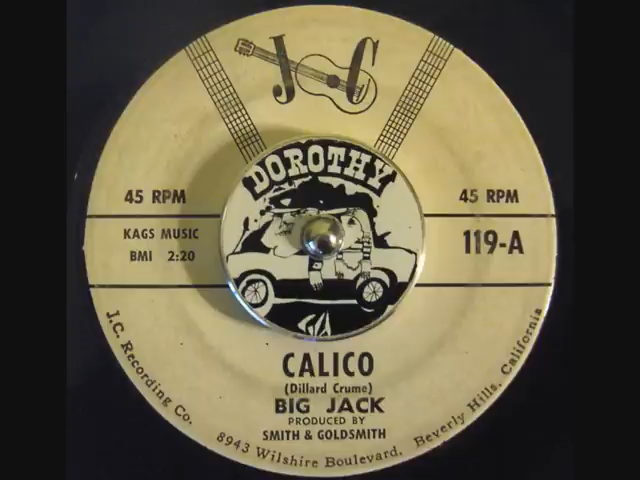 J C
DOROTHY
45 RPM
45 RPM
KAGS MUSIC
BMI 2:20
119-A
CALICO
(Dillard Crume)
BIG JACK
PRODUCED BY
SMITH & GOLDSMITH
J.C. Recording Co. 8943 Wilshire Boulevard, Beverly Hills, California